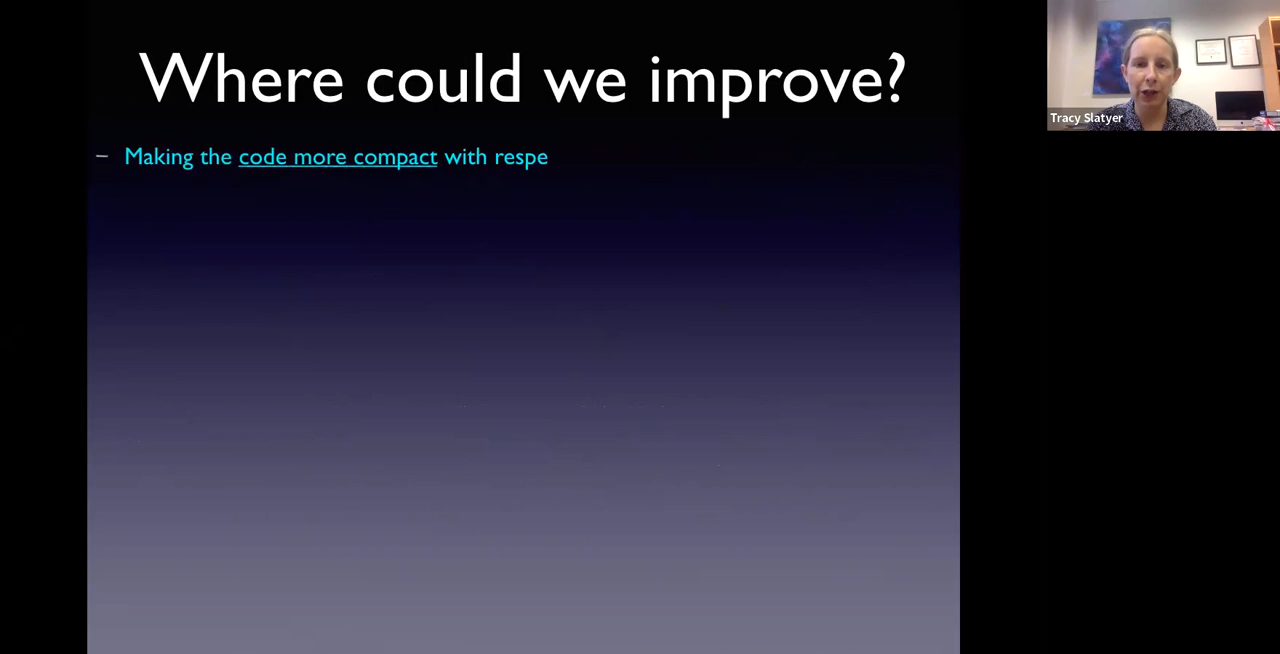 Where could we improve?
– Making the code more compact with respe
Tracy Slatyer